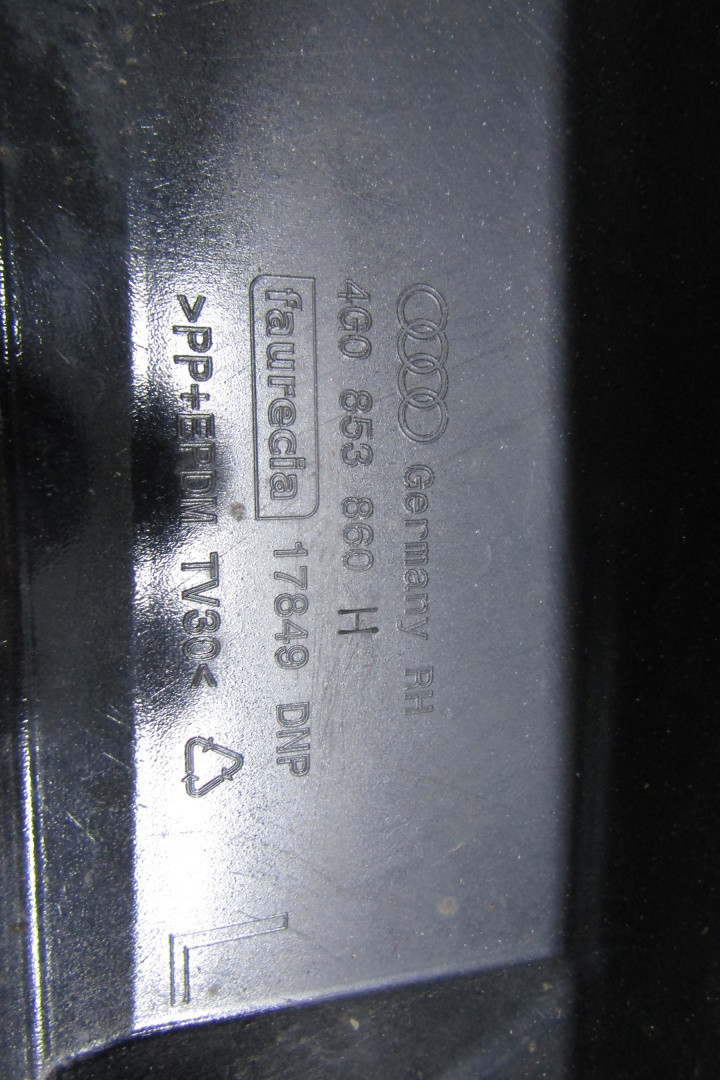 Germany RH
4G0 853 860 H
faurecia 17849 DNP
>PP+EPDM TV30<
L